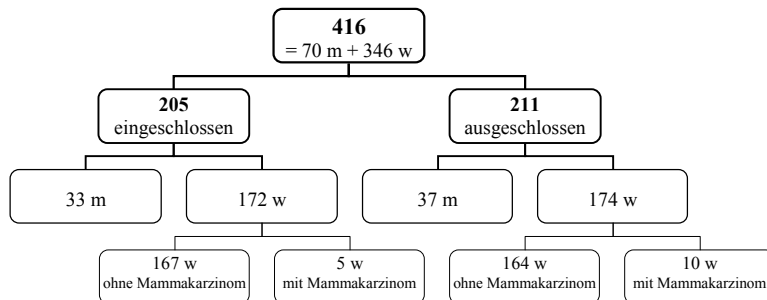 416
= 70 m + 346 w
205
eingeschlossen
211
ausgeschlossen
33 m
172 w
37 m
174 w
167 w
ohne Mammakarzinom
5 w
mit Mammakarzinom
164 w
ohne Mammakarzinom
10 w
mit Mammakarzinom